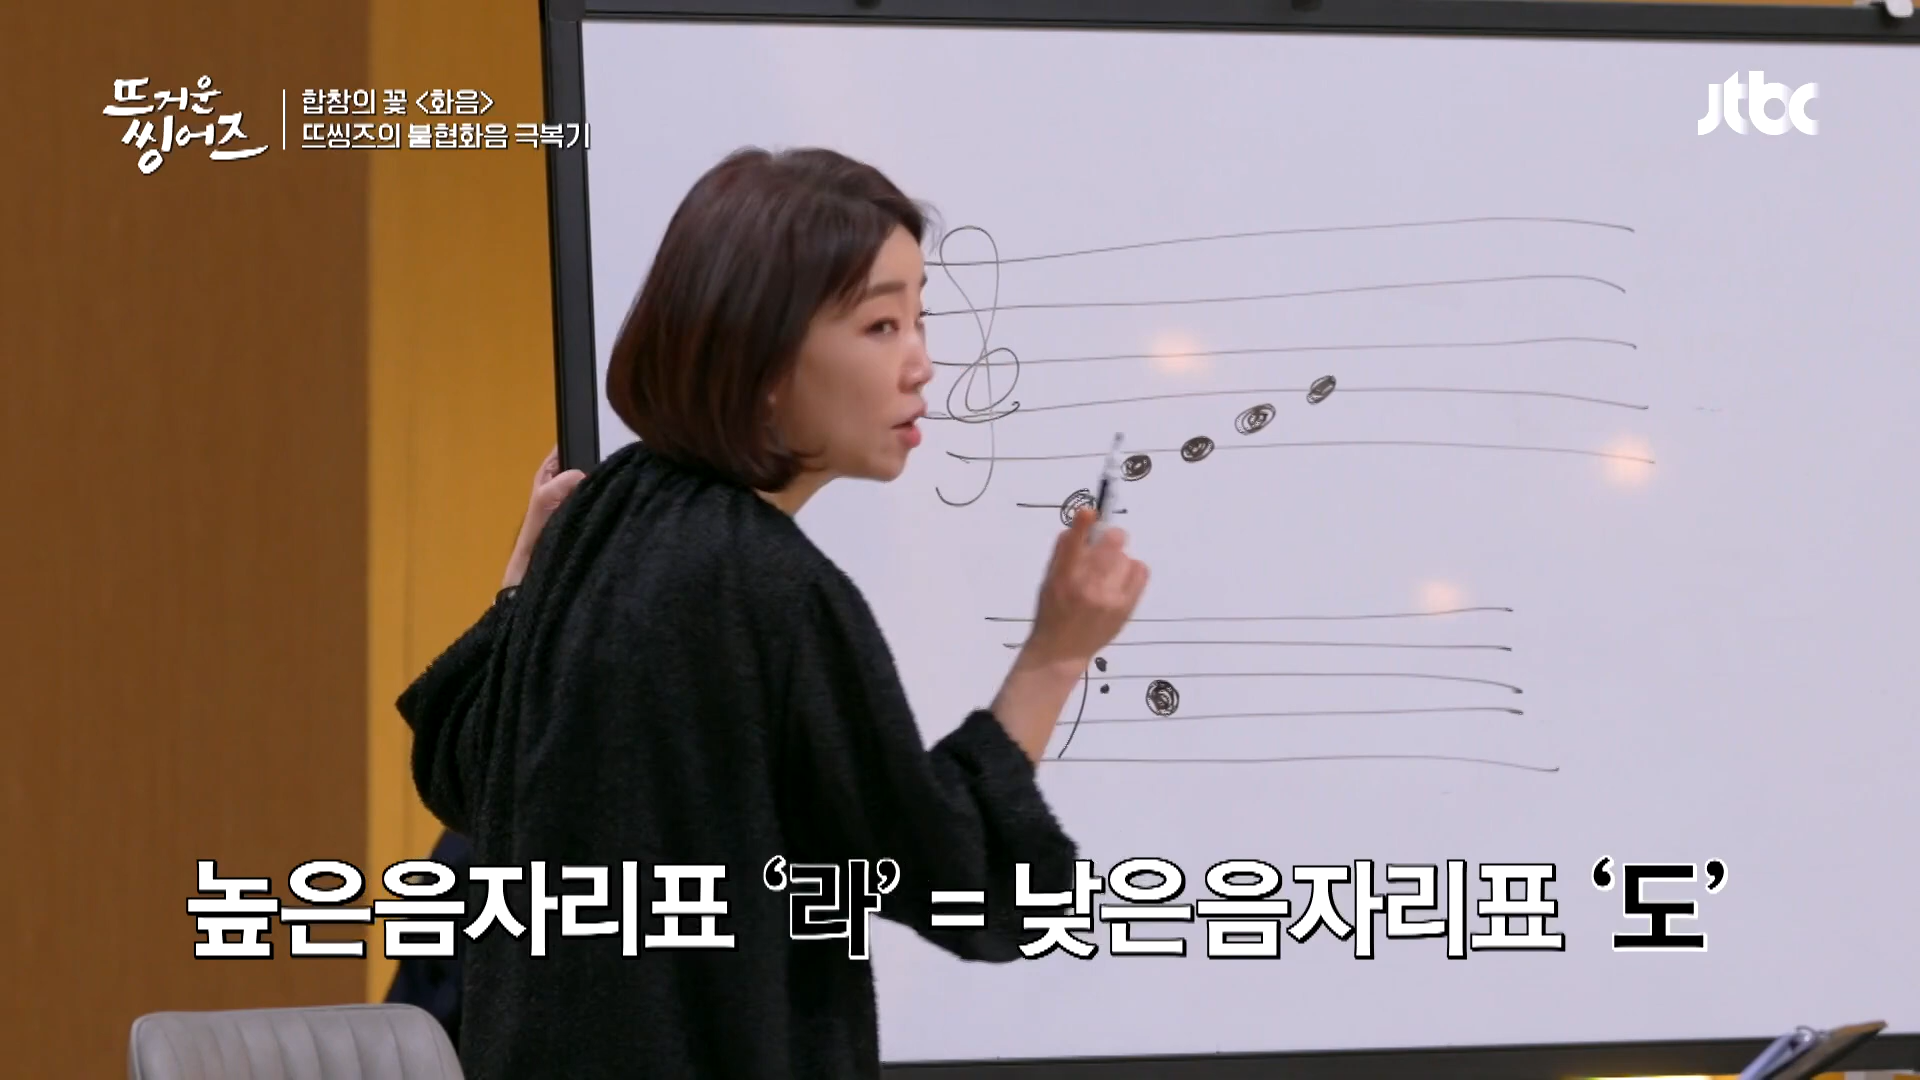 뜨거운
씽어즈
합창의 꽃 <화음>
뜨씽즈의 불협화음 극복기
jtbc
높은음자리표 '라' = 낮은음자리표 '도'